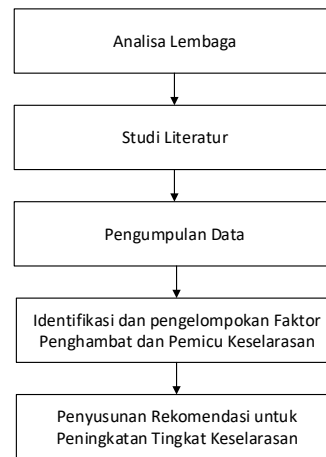 Analisa Lembaga
Studi Literatur
Pengumpulan Data
Identifikasi dan pengelompokan Faktor
Penghambat dan Pemicu Keselarasan
Penyusunan Rekomendasi untuk
Peningkatan Tingkat Keselarasan